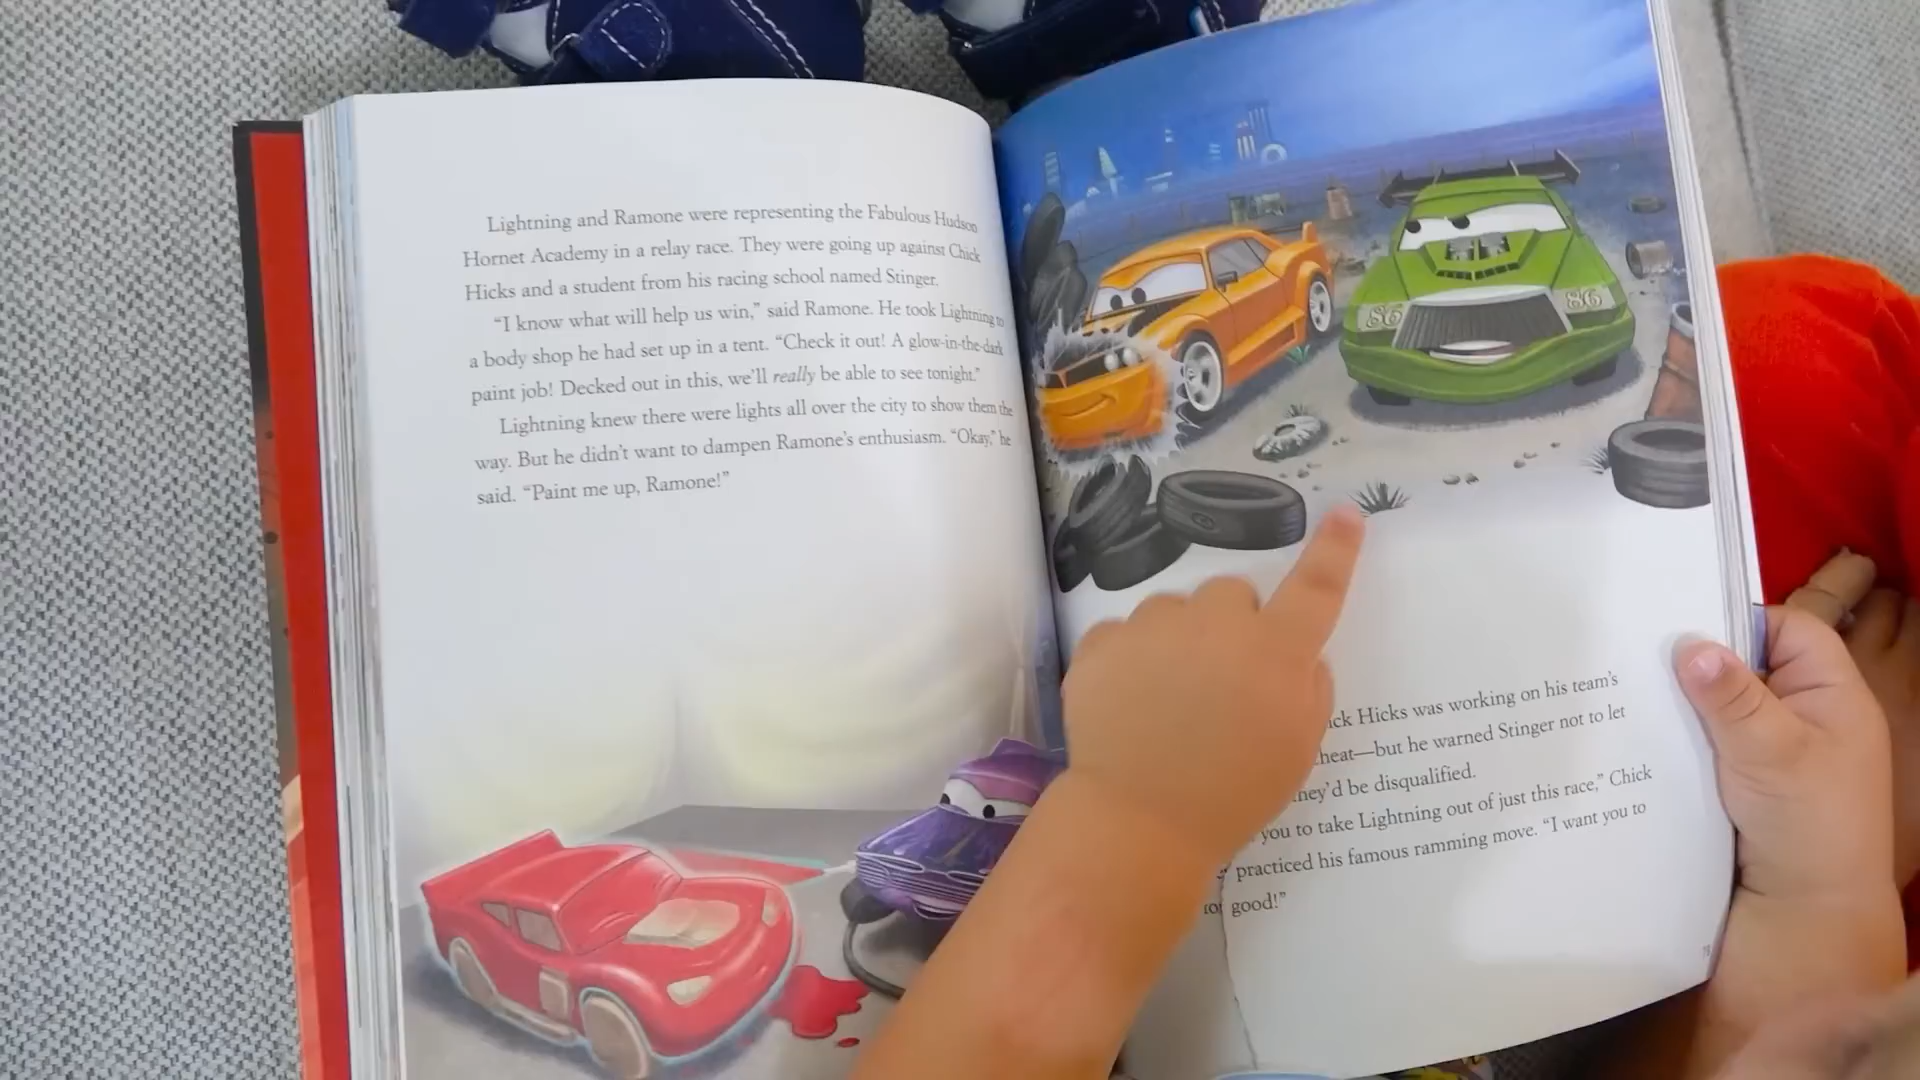 Lightning and Ramone were representing the Fabulous Hudson
Hornet Academy in a relay race. They were going up against Chick
Hicks and a student from his racing school named Stinger.
“I know what will help us win,” said Ramone. He took Lightning to
a body shop he had set up in a tent. “Check it out! A glow-in-the-dark
paint job! Decked out in this, we’ll really be able to see tonight.”
Lightning knew there were lights all over the city to show them the
way. But he didn’t want to dampen Ramone’s enthusiasm. “Okay,” he
said. “Paint me up, Ramone!”
86
86
Hicks was working on his team’s
—but he warned Stinger not to let
they’d be disqualified.
you to take Lightning out of just this race,” Chick
practiced his famous ramming move. “I want you to
for good!”